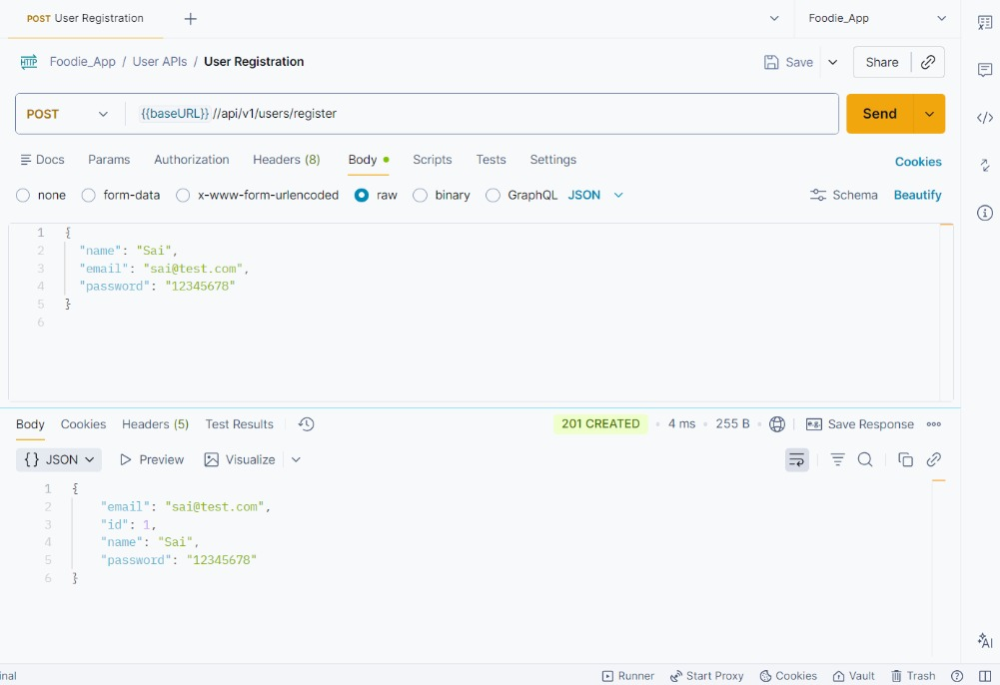 POST User Registration
Foodie_App
HTTP Foodie_App / User APIs / User Registration
Save
Share
POST {{baseURL}} //api/v1/users/register
Send
Docs Params Authorization Headers (8) Body Scripts Tests Settings
Cookies
none form-data x-www-form-urlencoded raw binary GraphQL JSON
Schema Beautify
1 {
2 "name": "Sai",
3 "email": "sai@test.com",
4 "password": "12345678"
5 }
6
Body Cookies Headers (5) Test Results
201 CREATED 4 ms 255 B e.g. Save Response
{} JSON Preview Visualize
1 {
2 "email": "sai@test.com",
3 "id": 1,
4 "name": "Sai",
5 "password": "12345678"
6 }
AI
inal Runner Start Proxy Cookies Vault Trash